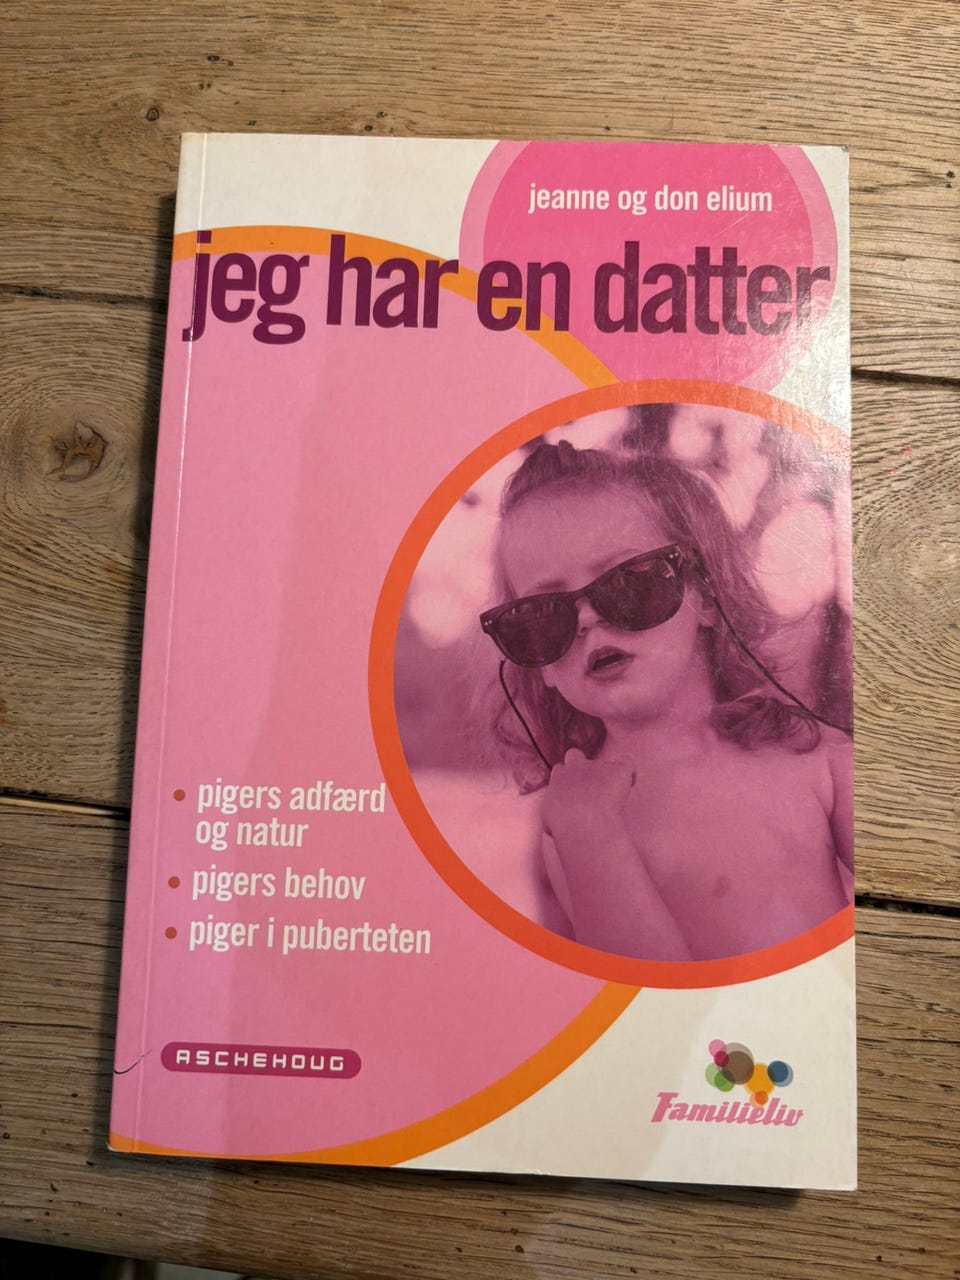 jeanne og don elium
jeg har en datter
• pigers adfærd
og natur
• pigers behov
• piger i puberteten
ASCHEHOUG
Familieliv